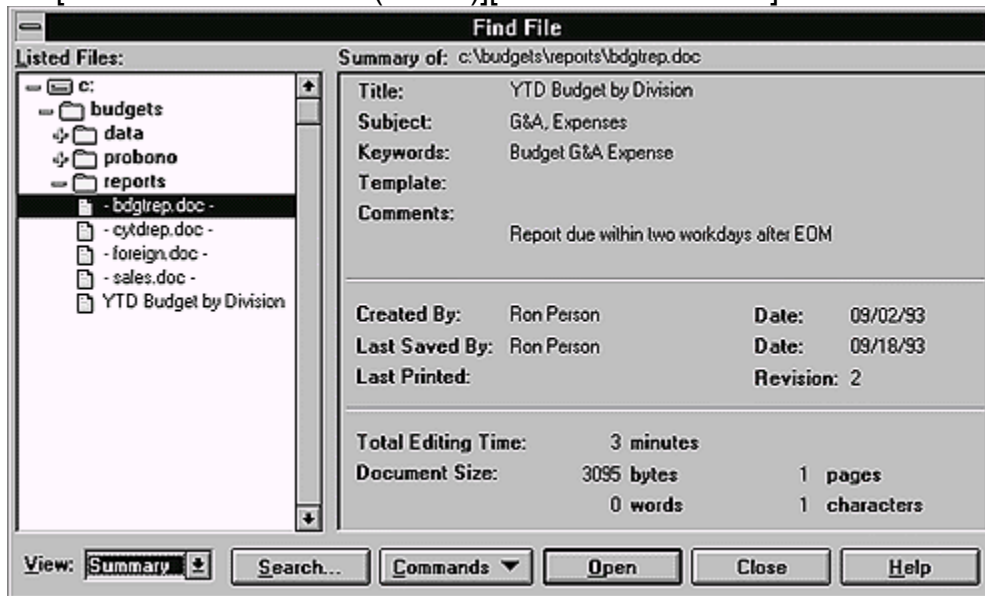 Find File
Listed Files:
Summary of: c:\budgets\reports\bdgtrep.doc
c:
budgets
data
probono
reports
- bdgtrep.doc -
- cytdrep.doc -
- foreign.doc -
- sales.doc -
YTD Budget by Division
Title: YTD Budget by Division
Subject: G&A, Expenses
Keywords: Budget G&A Expense
Template:
Comments:
Report due within two workdays after EOM
Created By: Ron Person Date: 09/02/93
Last Saved By: Ron Person Date: 09/18/93
Last Printed: Revision: 2
Total Editing Time: 3 minutes
Document Size: 3095 bytes 1 pages
0 words 1 characters
View: Summary Search... Commands Open Close Help